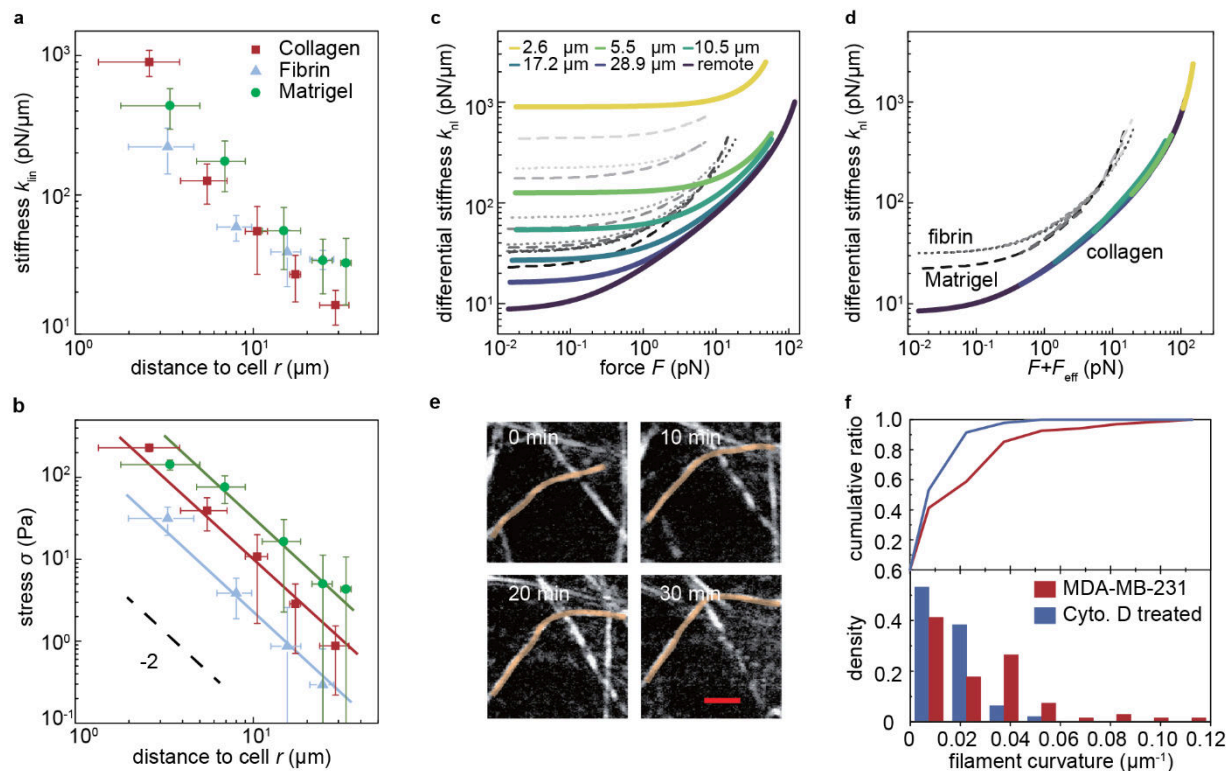 a
stiffness k_lin (pN/µm)
10³
10²
10¹
10⁰
10¹
distance to cell r (µm)
Collagen
Fibrin
Matrigel
b
stress σ (Pa)
10²
10¹
10⁰
10⁻¹
-2
10⁰
10¹
distance to cell r (µm)
c
differential stiffness k_nl (pN/µm)
2.6 µm
5.5 µm
10.5 µm
17.2 µm
28.9 µm
remote
10³
10²
10¹
10⁻²
10⁻¹
10⁰
10¹
10²
force F (pN)
d
differential stiffness k_nl (pN/µm)
10³
10²
10¹
fibrin
Matrigel
collagen
10⁻²
10⁻¹
10⁰
10¹
10²
F+F_eff (pN)
e
0 min
10 min
20 min
30 min
f
cumulative ratio
1.0
0.8
0.6
0.4
0.2
0.0
density
0.6
0.4
0.2
0
MDA-MB-231
Cyto. D treated
0
0.02
0.04
0.06
0.08
0.10
0.12
filament curvature (µm⁻¹)